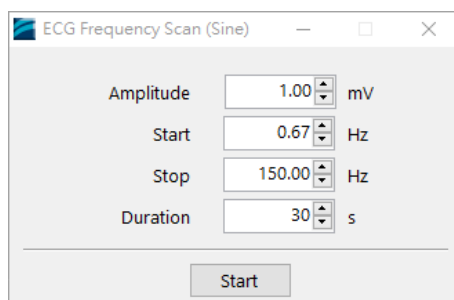 ECG Frequency Scan (Sine)
Amplitude 1.00 mV
Start 0.67 Hz
Stop 150.00 Hz
Duration 30 s
Start